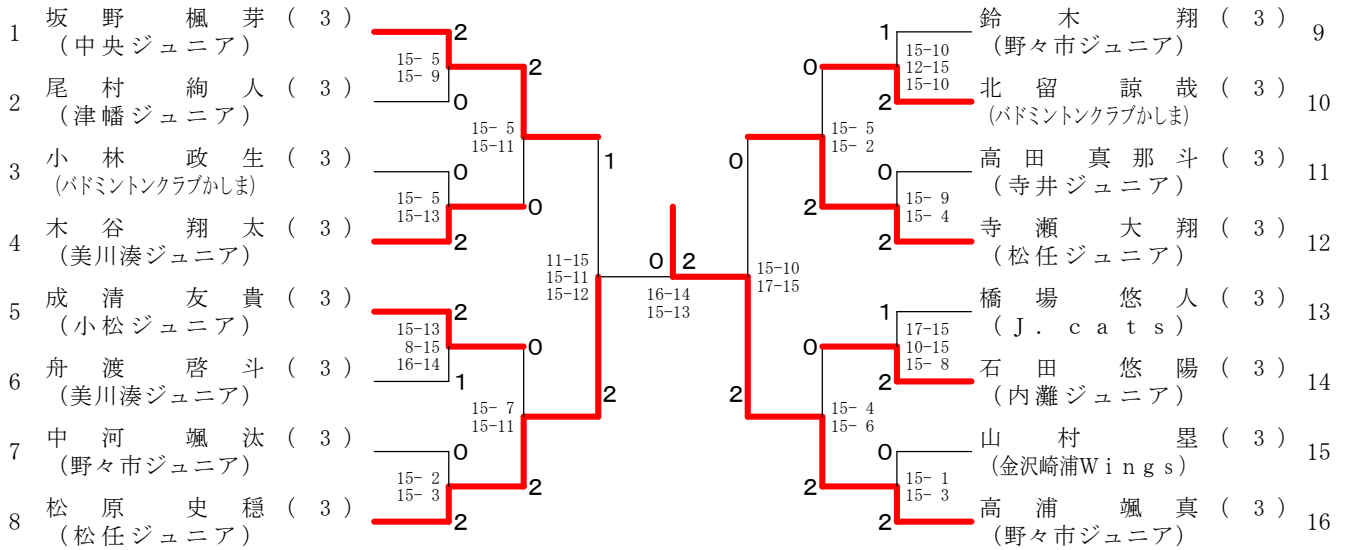 1 坂野 楓芽 (3)
(中央ジュニア)
2 尾村 絢人 (3)
(津幡ジュニア)
3 小林 政生 (3)
(バドミントンクラブかしま)
4 木谷 翔太 (3)
(美川湊ジュニア)
5 成清 友貴 (3)
(小松ジュニア)
6 舟渡 啓斗 (3)
(美川湊ジュニア)
7 中河 颯汰 (3)
(野々市ジュニア)
8 松原 史穏 (3)
(松任ジュニア)
2
15- 5
15- 9
0
2
15- 5
15-11
0
15- 5
15-13
2
0
1
11-15
15-11
15-12
2
15-13
8-15
16-14
1
0
15- 7
15-11
0
15- 2
15- 3
2
2
2
0 2
16-14
15-13
鈴木 翔 (3) 9
(野々市ジュニア)
北留 諒哉 (3) 10
(バドミントンクラブかしま)
高田 真那斗 (3) 11
(寺井ジュニア)
寺瀬 大翔 (3) 12
(松任ジュニア)
橋場 悠人 (3) 13
(J. cats)
石田 悠陽 (3) 14
(内灘ジュニア)
山村 塁 (3) 15
(金沢崎浦Wings)
高浦 颯真 (3) 16
(野々市ジュニア)
1
15-10
12-15
15-10
2
0
15- 5
15- 2
0
15- 9
15- 4
2
2
0
15-10
17-15
2
1
17-15
10-15
15- 8
2
0
15- 4
15- 6
0
15- 1
15- 3
2
2